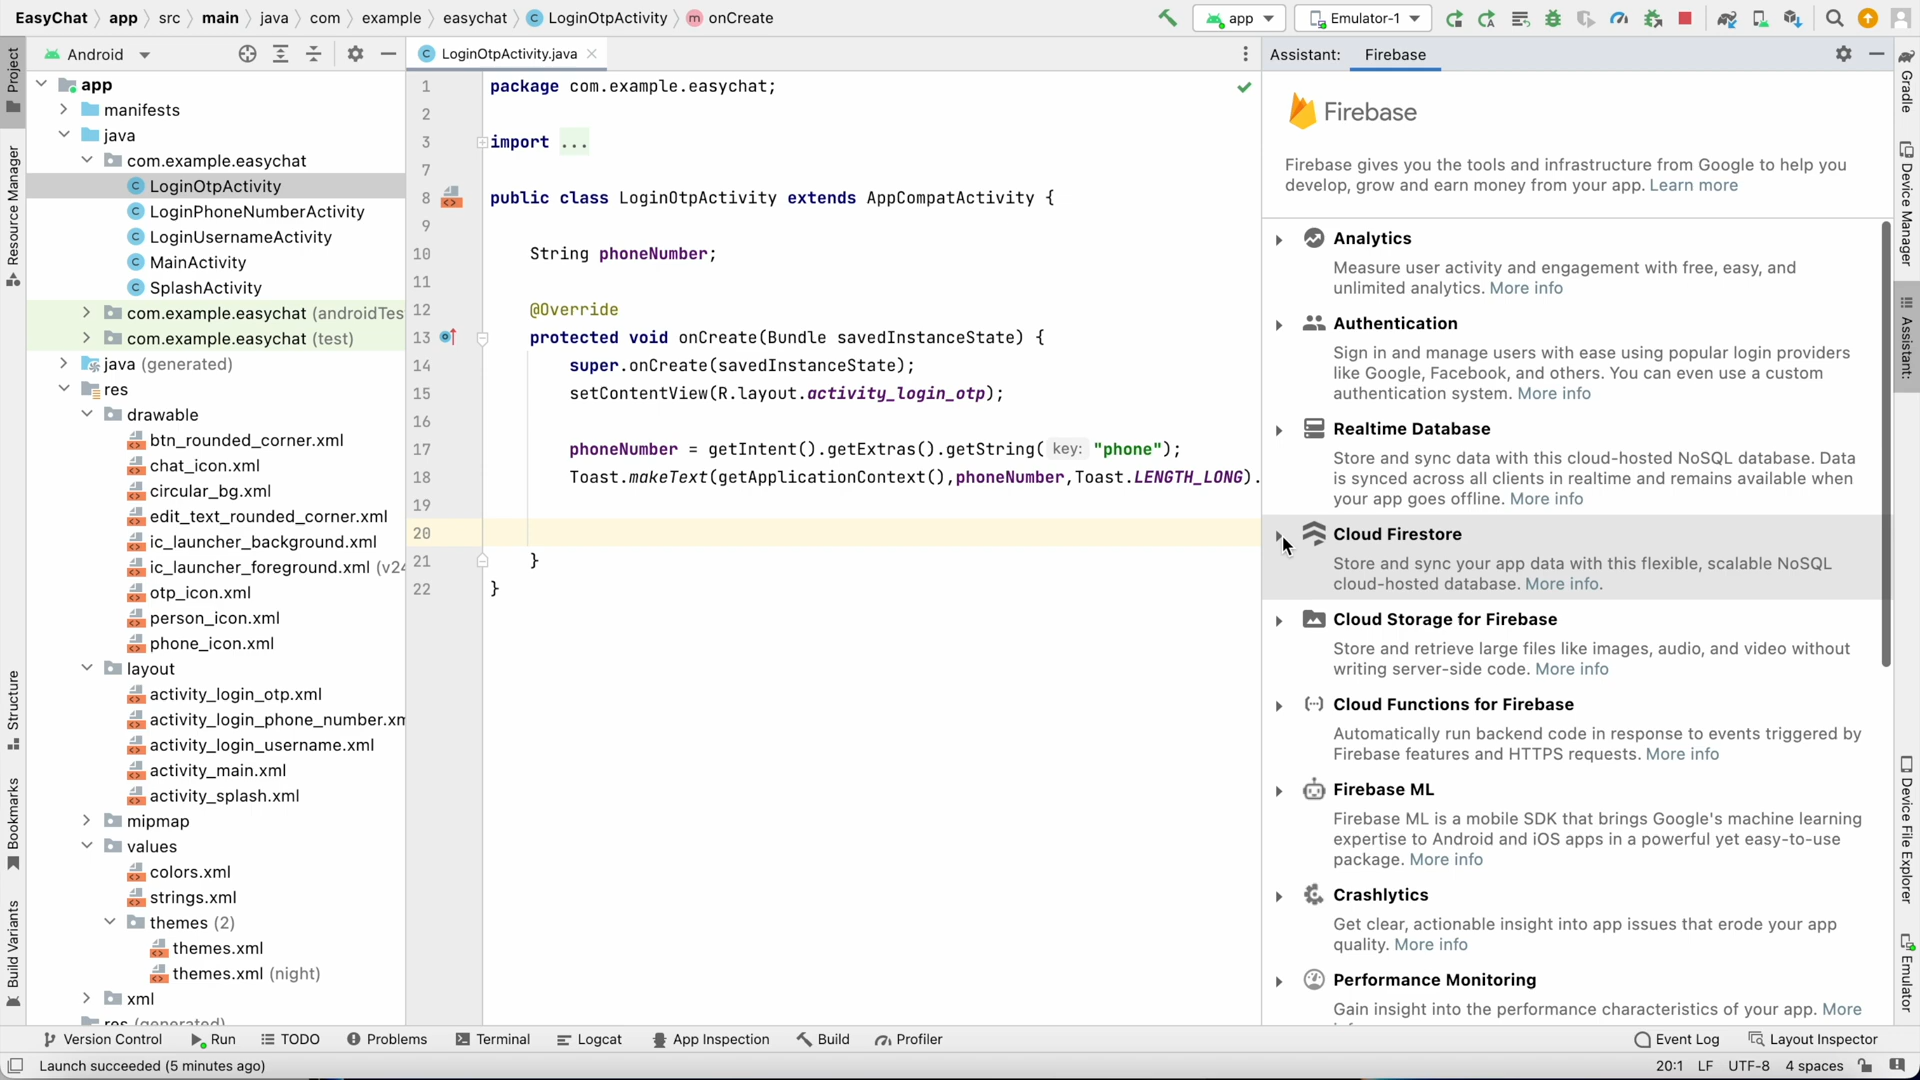 EasyChat app src main java com example easychat LoginOtpActivity onCreate app Emulator-1
Android
LoginOtpActivity.java
Assistant: Firebase
Project
Resource Manager
Structure
Bookmarks
Build Variants
app
manifests
java
com.example.easychat
LoginOtpActivity
LoginPhoneNumberActivity
LoginUsernameActivity
MainActivity
SplashActivity
com.example.easychat (androidTes
com.example.easychat (test)
java (generated)
res
drawable
btn_rounded_corner.xml
chat_icon.xml
circular_bg.xml
edit_text_rounded_corner.xml
ic_launcher_background.xml
ic_launcher_foreground.xml (v24
otp_icon.xml
person_icon.xml
phone_icon.xml
layout
activity_login_otp.xml
activity_login_phone_number.xm
activity_login_username.xml
activity_main.xml
activity_splash.xml
mipmap
values
colors.xml
strings.xml
themes (2)
themes.xml
themes.xml (night)
xml
res (generated)
1 package com.example.easychat;
2
3 import ...
7
8 public class LoginOtpActivity extends AppCompatActivity {
9
10 String phoneNumber;
11
12 @Override
13 protected void onCreate(Bundle savedInstanceState) {
14 super.onCreate(savedInstanceState);
15 setContentView(R.layout.activity_login_otp);
16
17 phoneNumber = getIntent().getExtras().getString( key: "phone");
18 Toast.makeText(getApplicationContext(),phoneNumber,Toast.LENGTH_LONG).
19
20
21 }
22 }
Firebase
Firebase gives you the tools and infrastructure from Google to help you
develop, grow and earn money from your app. Learn more
Analytics
Measure user activity and engagement with free, easy, and
unlimited analytics. More info
Authentication
Sign in and manage users with ease using popular login providers
like Google, Facebook, and others. You can even use a custom
authentication system. More info
Realtime Database
Store and sync data with this cloud-hosted NoSQL database. Data
is synced across all clients in realtime and remains available when
your app goes offline. More info
Cloud Firestore
Store and sync your app data with this flexible, scalable NoSQL
cloud-hosted database. More info.
Cloud Storage for Firebase
Store and retrieve large files like images, audio, and video without
writing server-side code. More info
Cloud Functions for Firebase
Automatically run backend code in response to events triggered by
Firebase features and HTTPS requests. More info
Firebase ML
Firebase ML is a mobile SDK that brings Google's machine learning
expertise to Android and iOS apps in a powerful yet easy-to-use
package. More info
Crashlytics
Get clear, actionable insight into app issues that erode your app
quality. More info
Performance Monitoring
Gain insight into the performance characteristics of your app. More
Gradle
Device Manager
Assistant:
Device File Explorer
Emulator
Version Control Run TODO Problems Terminal Logcat App Inspection Build Profiler Event Log Layout Inspector
Launch succeeded (5 minutes ago) 20:1 LF UTF-8 4 spaces